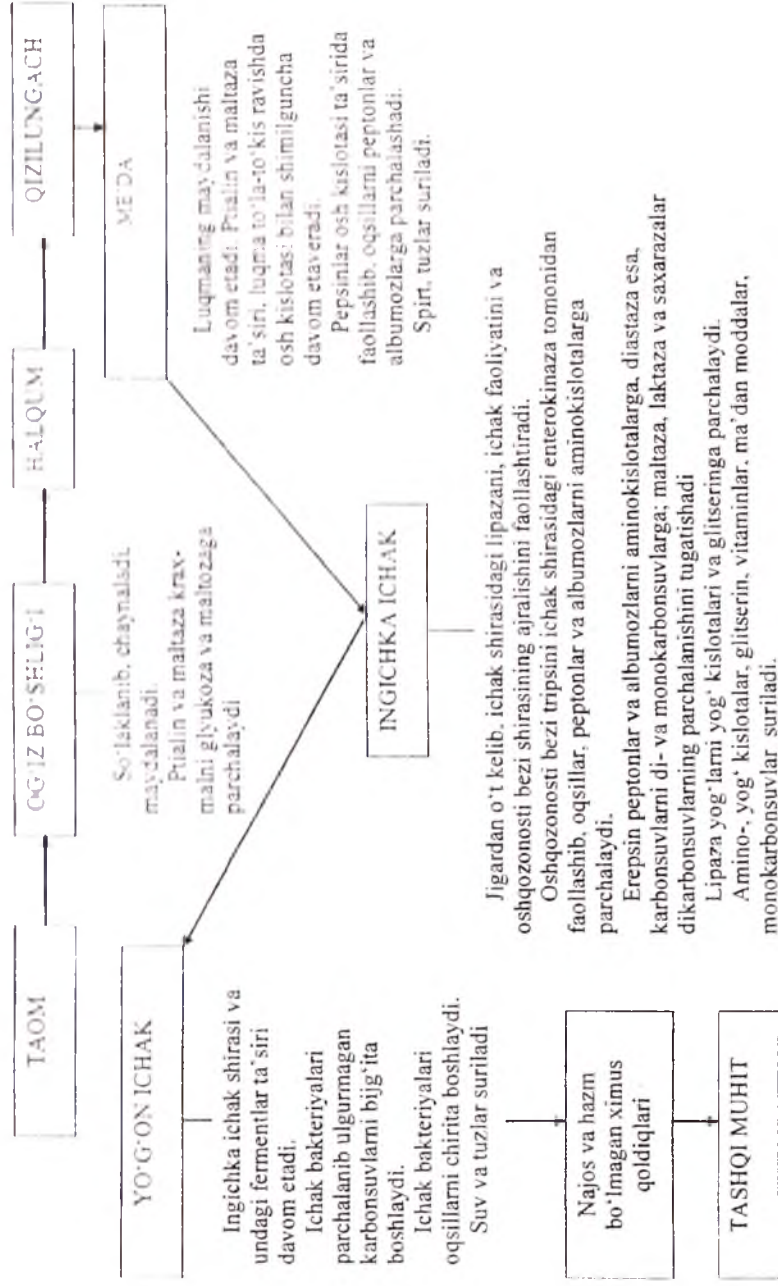 TAOM
OG'IZ BO'SHLIG'I
HALQUM
QIZILUNGACH
So'laklanib, chaynaladi,
maydalanadi.
Ptialin va maltaza krax-
malni glyukoza va maltozaga
parchalaydi
ME'DA
Luqmaning maydalanishi
davom etadi. Ptialin va maltaza
ta'siri, luqma to'la-to'kis ravishda
osh kislotasi bilan shimilguncha
davom etaveradi.
Pepsinlar osh kislotasi ta'sirida
faollashib, oqsillarni peptonlar va
albumozlarga parchalashadi.
Spirt, tuzlar suriladi.
INGICHKA ICHAK
Jigardan o't kelib, ichak shirasidagi lipazani, ichak faoliyatini va
oshqozonosti bezi shirasining ajralishini faollashtiradi.
Oshqozonosti bezi tripsini ichak shirasidagi enterokinaza tomonidan
faollashib, oqsillar, peptonlar va albumozlarni aminokislotalarga
parchalaydi.
Erepsin peptonlar va albumozlarni aminokislotalarga, diastaza esa,
karbonsuvlarni di- va monokarbonsuvlarga; maltaza, laktaza va saxarazalar
dikarbonsuvlarning parchalanishini tugatishadi
Lipaza yog'larni yog' kislotalari va glitseringa parchalaydi.
Amino-, yog' kislotalar, glitserin, vitaminlar, ma'dan moddalar,
monokarbonsuvlar suriladi.
YO'G'ON ICHAK
Ingichka ichak shirasi va
undagi fermentlar ta'siri
davom etadi.
Ichak bakteriyalari
parchalanib ulgurmagan
karbonsuvlarni bijg'ita
boshlaydi.
Ichak bakteriyalari
oqsillarni chirita boshlaydi.
Suv va tuzlar suriladi
Najos va hazm
bo'lmagan ximus
qoldiqlari
TASHQI MUHIT